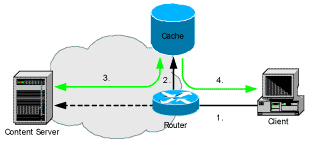 Cache
3.
2.
4.
Content Server
Router
1.
Client